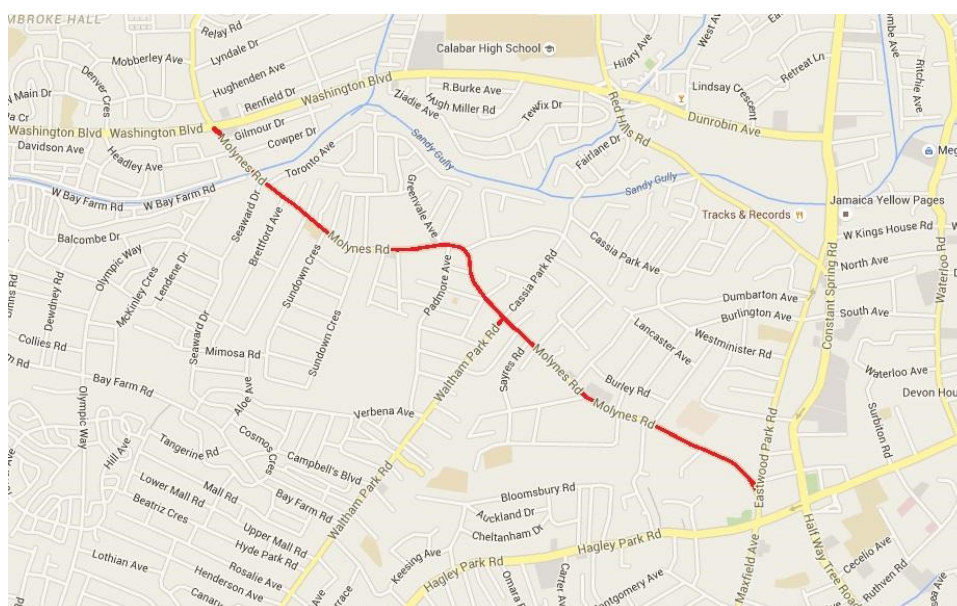 MBROKE HALL
Relay Rd
Lyndale Dr
Mobberley Ave
Hughenden Ave
Denver Cres
Renfield Dr
Calabar High School
Hilary Ave
West Ave
Lindsay Crescent
Retreat Ln
Ritchie Ave
Washington Blvd
R.Burke Ave
Hugh Miller Rd
Tewfix Dr
Red Hills Rd
Dunrobin Ave
Washington Blvd
Washington Blvd
Gilmour Dr
Cowper Dr
Davidson Ave
Headley Ave
Molynes Rd
Toronto Ave
Sandy Gully
Fairlane Dr
Sandy Gully
W Bay Farm Rd
W Bay Farm Rd
Greenvale Ave
Seaward Dr
Brettford Ave
Tracks & Records
Jamaica Yellow Pages
W Kings House Rd
Constant Spring Rd
Waterloo Rd
North Ave
Balcombe Dr
Olympic Way
Molynes Rd
Cassia Park Ave
Cassia Park Rd
Padmore Ave
Lendene Dr
McKinley Cres
Sundown Cres
Sundown Cres
Dewdney Rd
Dumbarton Ave
Burlington Ave
South Ave
Collies Rd
Seaward Dr
Mimosa Rd
Waltham Park Rd
Sayres Rd
Molynes Rd
Lancaster Ave
Westminister Rd
Burley Rd
Waterloo Ave
Devon Hou
Bay Farm Rd
Aloe Ave
Verbena Ave
Molynes Rd
Surbiton Rd
Olympic Way
Hill Ave
Tangerine Rd
Cosmos Cres
Campbell's Blvd
Waltham Park Rd
Eastwood Park Rd
Lower Mall Rd
Mall Rd
Bay Farm Rd
Beatriz Cres
Bloomsbury Rd
Auckland Dr
Cheltanham Dr
Upper Mall Rd
Hyde Park Rd
Hagley Park Rd
Half Way Tree Road
Maxfield Ave
Lothian Ave
Rosalie Ave
Henderson Ave
Keesing Ave
Hagley Park Rd
Carter Ave
Cecelio Ave
Ruthven Rd